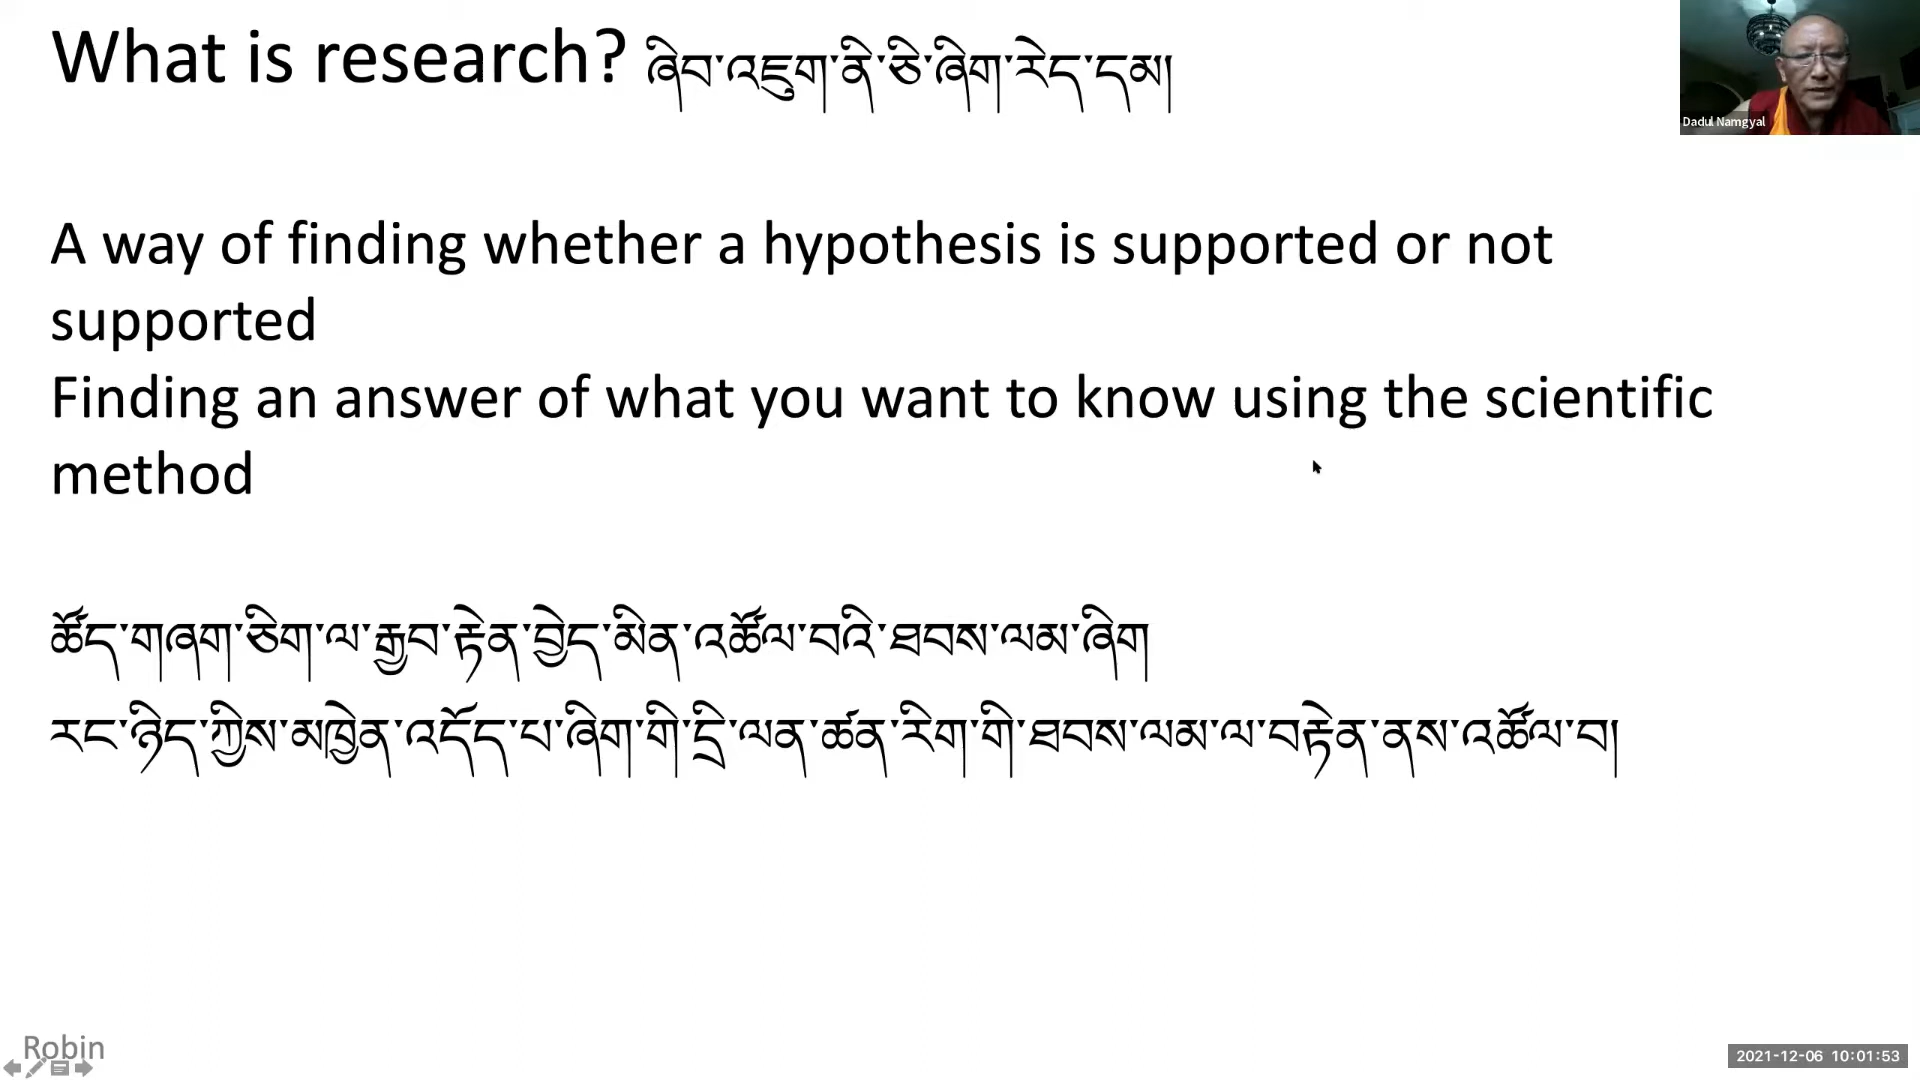 What is research? ཞིབ་འཇུག་ནི་ཅི་ཞིག་རེད་དམ།
Dadul Namgyal
A way of finding whether a hypothesis is supported or not
supported
Finding an answer of what you want to know using the scientific
method
ཚོད་གཞག་ཅིག་ལ་རྒྱབ་རྟེན་བྱེད་མིན་འཚོལ་བའི་ཐབས་ལམ་ཞིག
རང་ཉིད་ཀྱིས་མཁྱེན་འདོད་པ་ཞིག་གི་དྲི་ལན་ཚན་རིག་གི་ཐབས་ལམ་ལ་བརྟེན་ནས་འཚོལ་བ།
Robin
2021-12-06 10:01:53